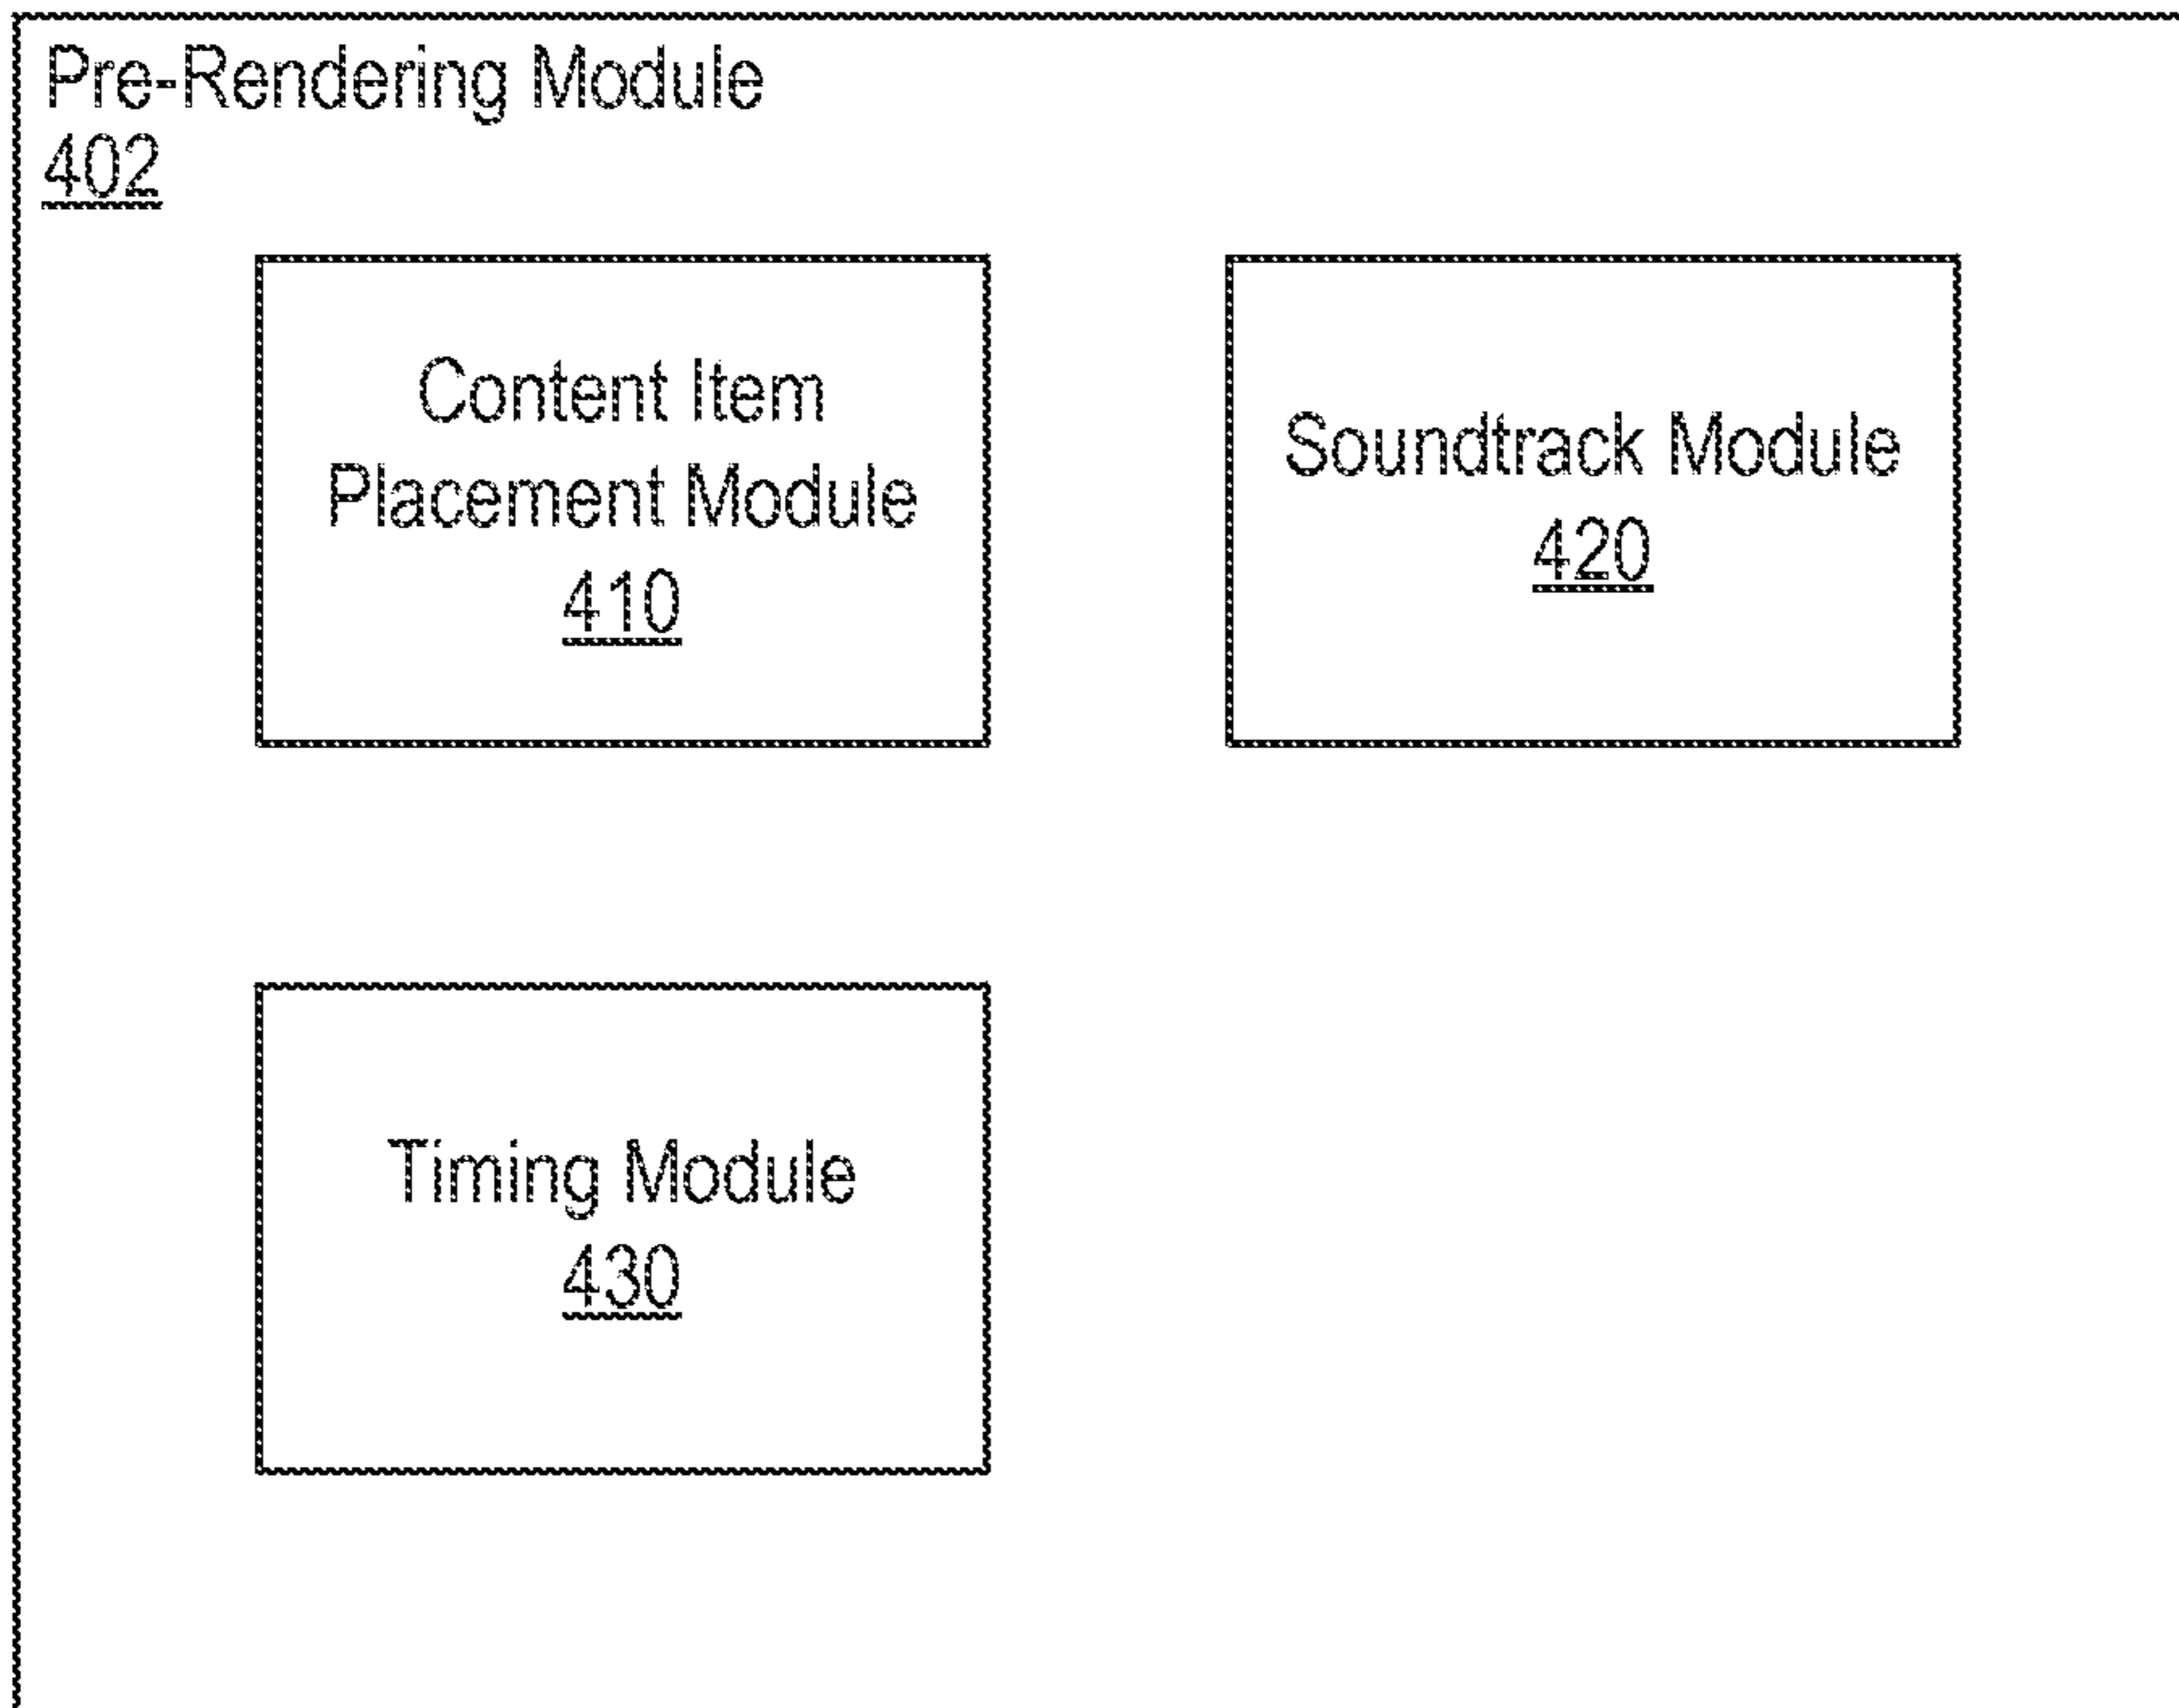 Pre-Rendering Module
402
Content Item
Placement Module
410
Soundtrack Module
420
Timing Module
430